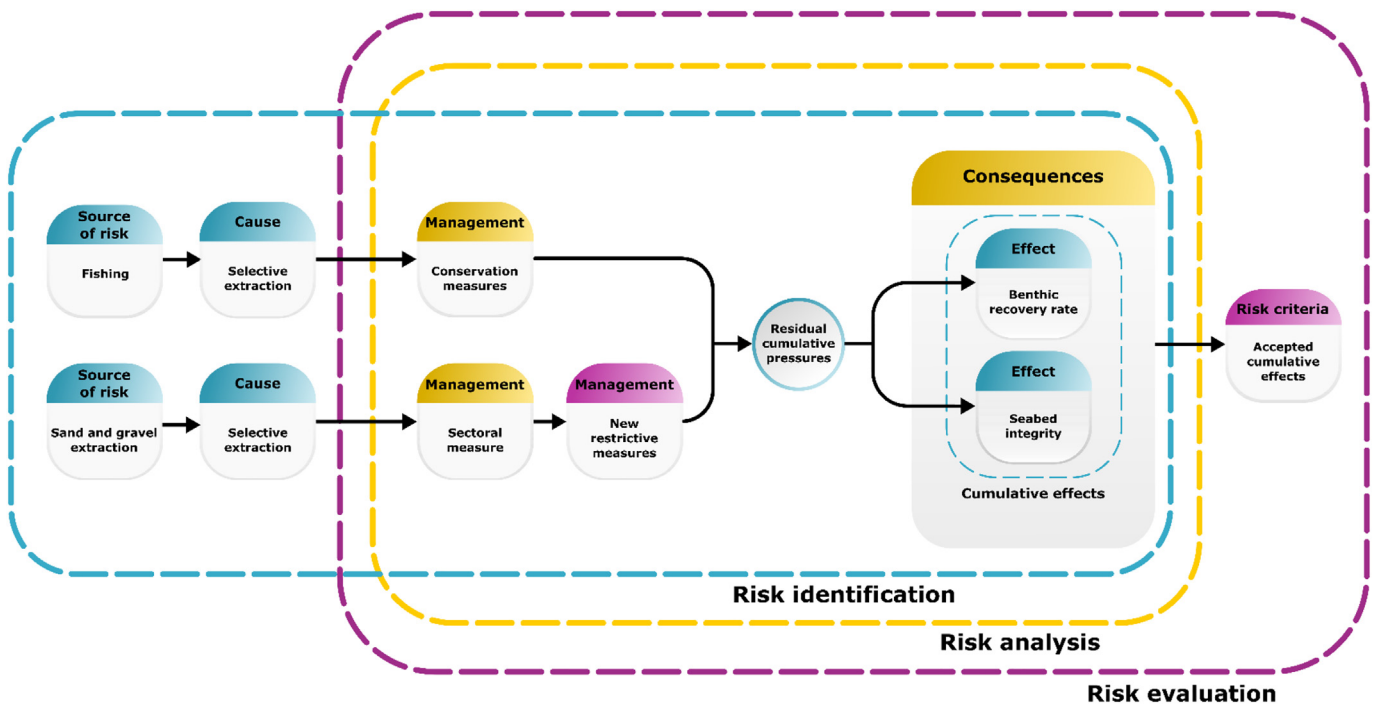 Consequences
Source
of risk
Fishing
Cause
Selective
extraction
Management
Conservation
measures
Source
of risk
Sand and gravel
extraction
Cause
Selective
extraction
Management
Sectoral
measure
Management
New
restrictive
measures
Residual
cumulative
pressures
Effect
Benthic
recovery rate
Effect
Seabed
integrity
Cumulative effects
Risk criteria
Accepted
cumulative
effects
Risk identification
Risk analysis
Risk evaluation